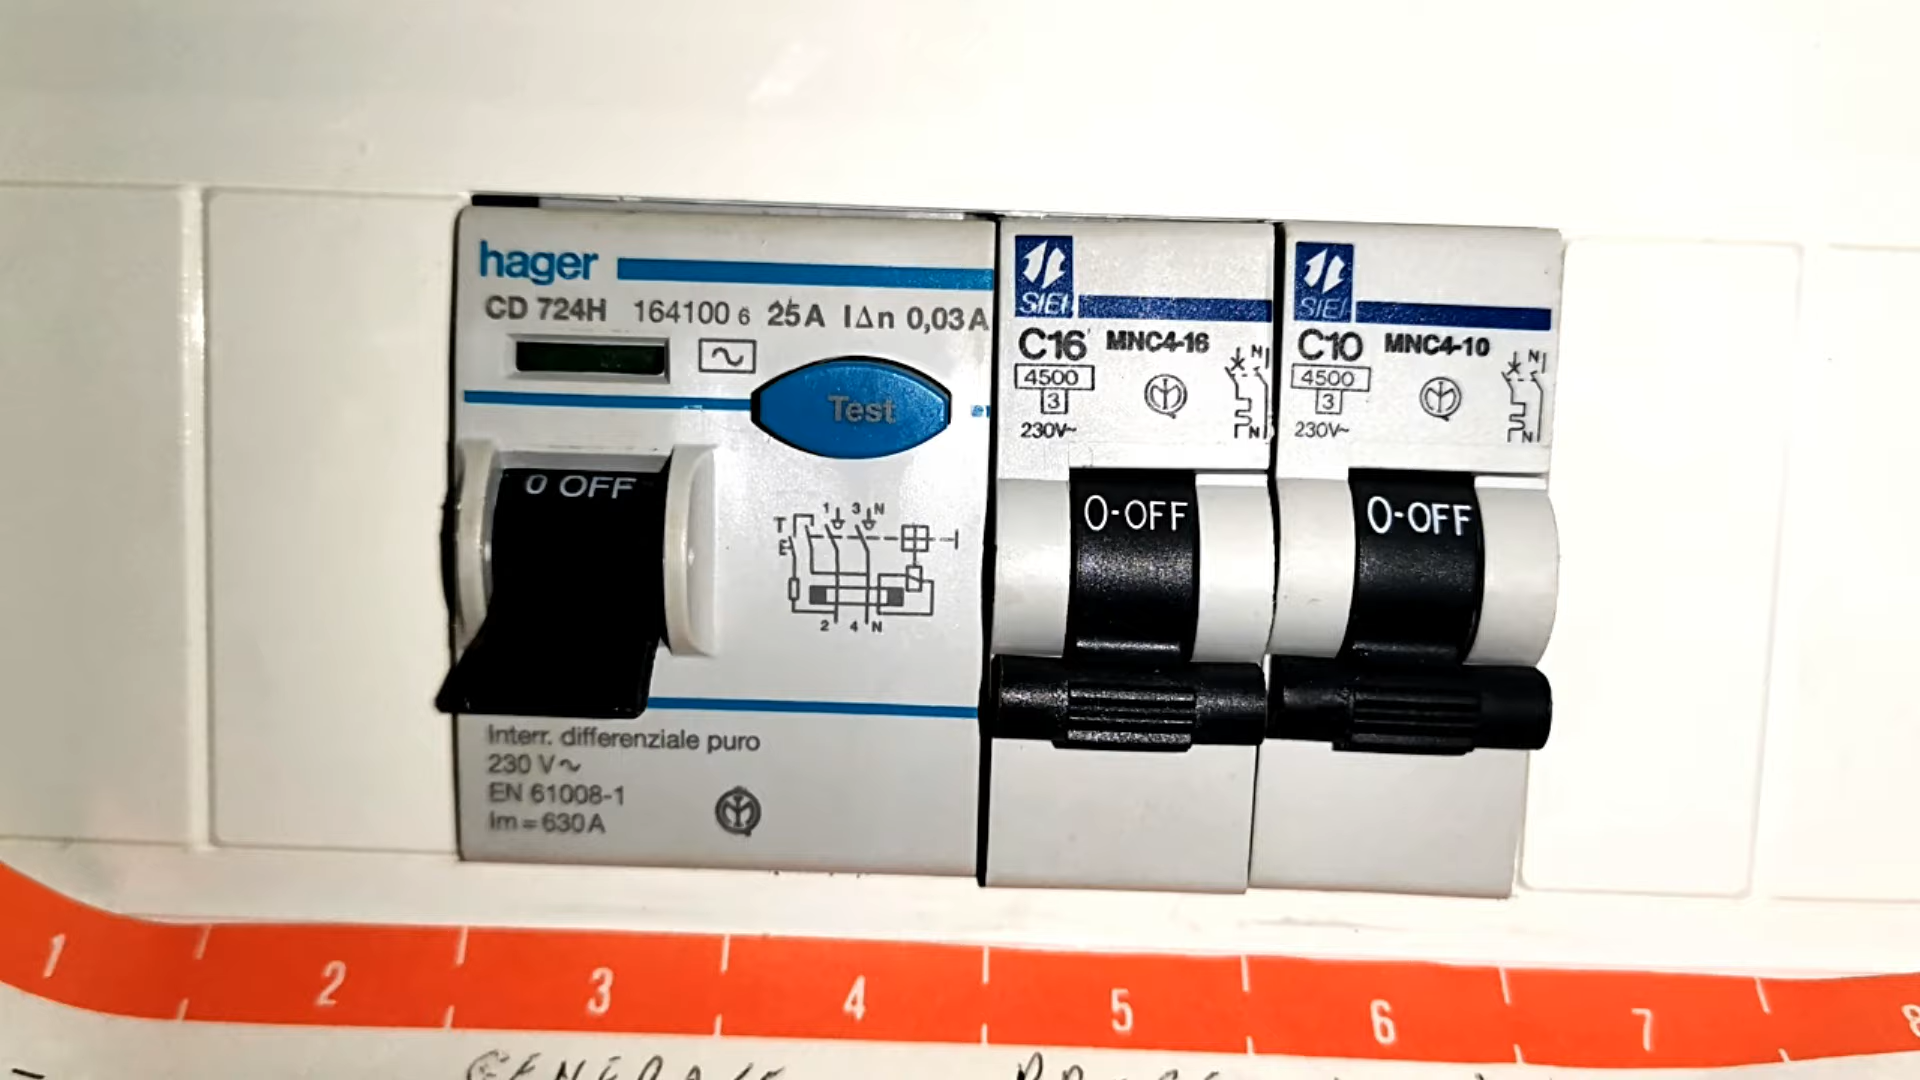 hager
CD 724H 164100 6 25A IΔn 0,03A
Test
0 OFF
T
E
1 3 N
2 4 N
Interr. differenziale puro
230 V~
EN 61008-1
Im = 630 A
SIEI
C16 MNC4-16
4500
3
230V~
N
N
0-OFF
SIEI
C10 MNC4-10
4500
3
230V~
N
N
0-OFF
1 2 3 4 5 6 7 8
GENERALE